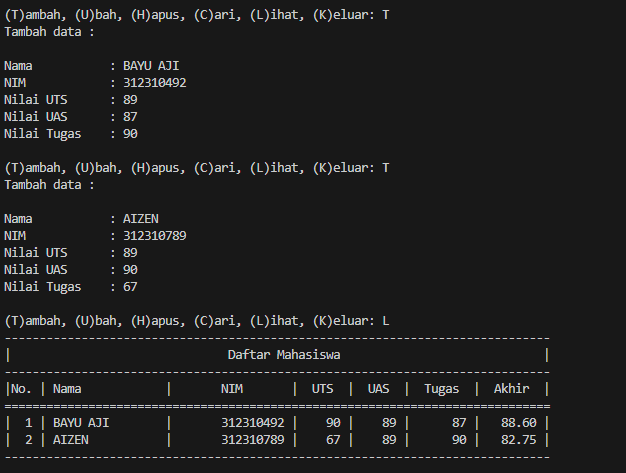 (T)ambah, (U)bah, (H)apus, (C)ari, (L)ihat, (K)eluar: T
Tambah data :
Nama : BAYU AJI
NIM : 312310492
Nilai UTS : 89
Nilai UAS : 87
Nilai Tugas : 90
(T)ambah, (U)bah, (H)apus, (C)ari, (L)ihat, (K)eluar: T
Tambah data :
Nama : AIZEN
NIM : 312310789
Nilai UTS : 89
Nilai UAS : 90
Nilai Tugas : 67
(T)ambah, (U)bah, (H)apus, (C)ari, (L)ihat, (K)eluar: L
------------------------------------------------------------------------------
| Daftar Mahasiswa |
------------------------------------------------------------------------------
|No. | Nama | NIM | UTS | UAS | Tugas | Akhir |
==============================================================================
| 1 | BAYU AJI | 312310492 | 90 | 89 | 87 | 88.60 |
| 2 | AIZEN | 312310789 | 67 | 89 | 90 | 82.75 |
------------------------------------------------------------------------------